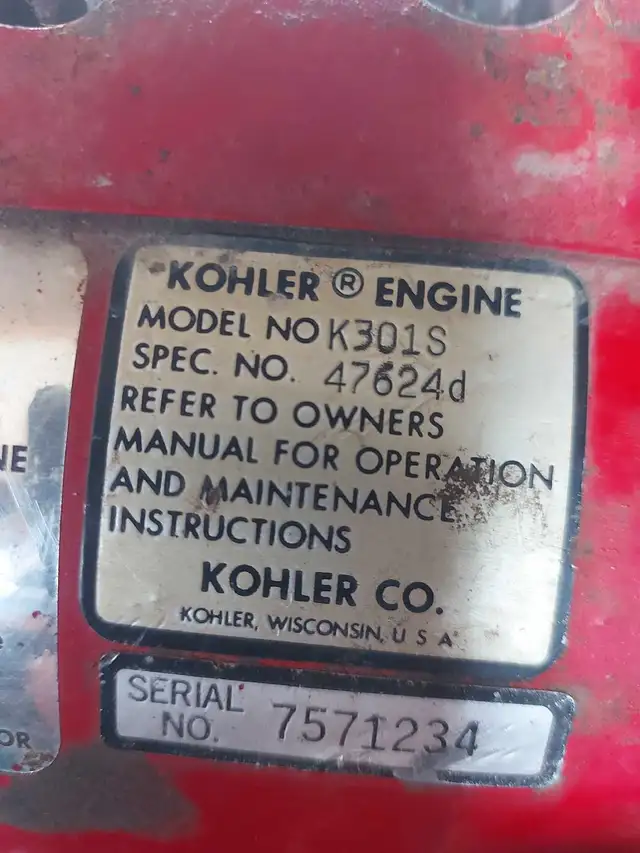 KOHLER ® ENGINE
MODEL NO K301S
SPEC. NO. 47624d
REFER TO OWNERS
MANUAL FOR OPERATION
AND MAINTENANCE
INSTRUCTIONS
KOHLER CO.
KOHLER, WISCONSIN, U S A
SERIAL NO. 7571234
NE
OR